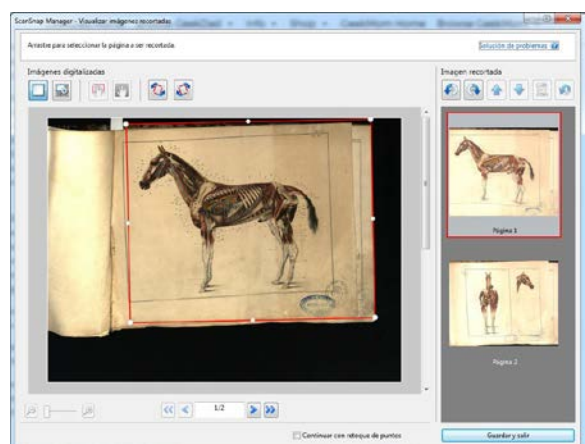 ScanSnap Manager - Visualizar imágenes recortadas
Arrastre para seleccionar la página a ser recortada.
Solución de problemas
Imágenes digitalizadas
Imagen recortada
Página 1
Página 2
1/2
Continuar con retoque de puntos
Guardar y salir